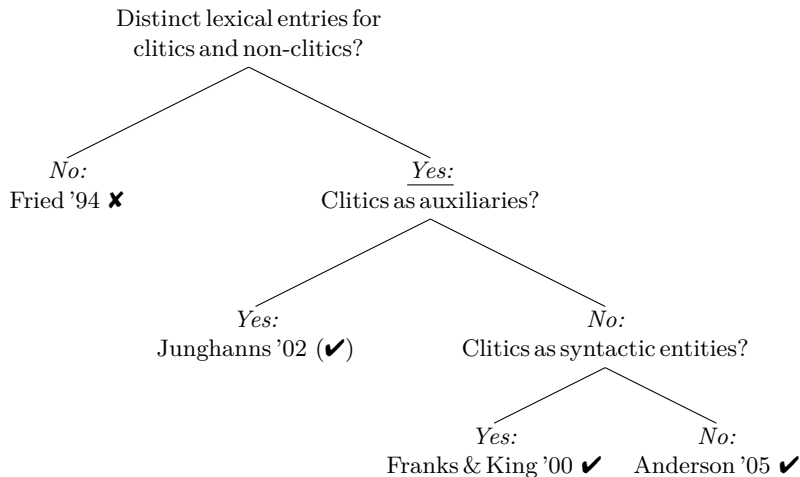 Distinct lexical entries for
clitics and non-clitics?
No:
Fried ’94 ✘
Yes:
Clitics as auxiliaries?
Yes:
Junghanns ’02 (✔)
No:
Clitics as syntactic entities?
Yes:
Franks & King ’00 ✔
No:
Anderson ’05 ✔